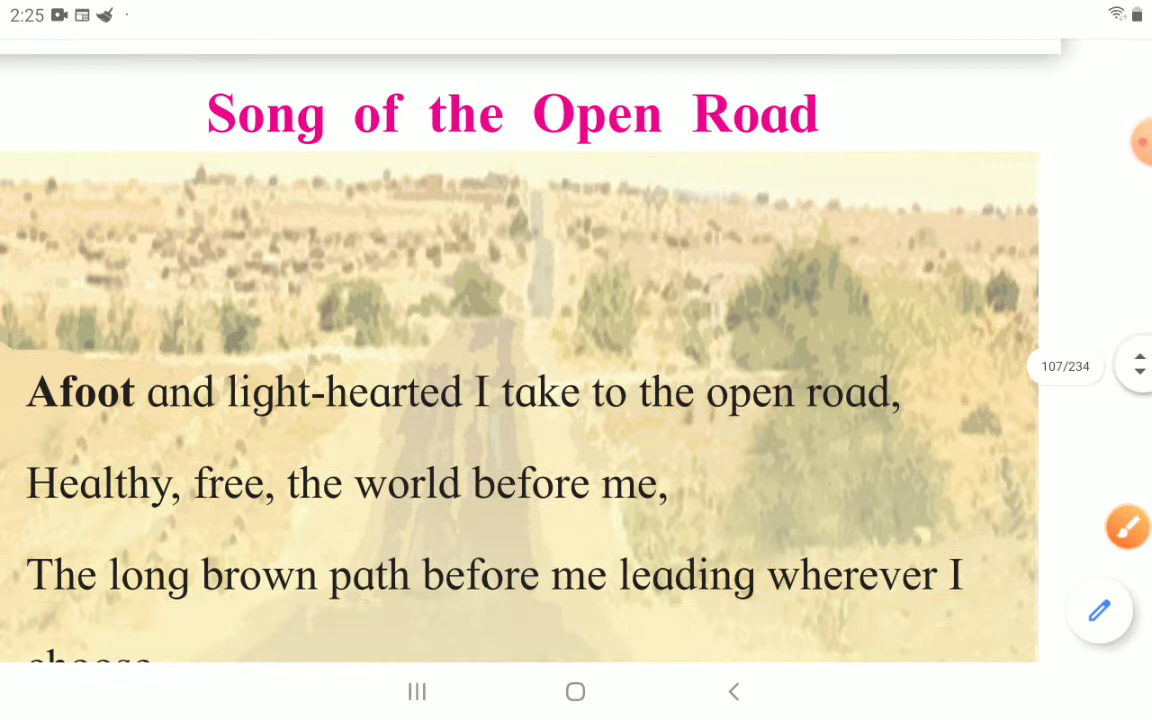 2:25
Song of the Open Road
Afoot and light-hearted I take to the open road,
107/234
Healthy, free, the world before me,
The long brown path before me leading wherever I